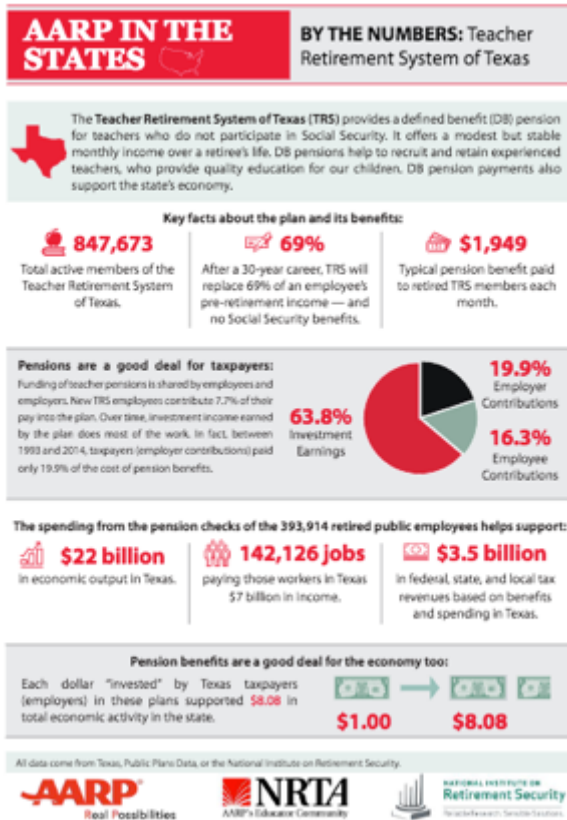 AARP IN THE
STATES
BY THE NUMBERS: Teacher
Retirement System of Texas
The Teacher Retirement System of Texas (TRS) provides a defined benefit (DB) pension
for teachers who do not participate in Social Security. It offers a modest but stable
monthly income over a retiree's life. DB pensions help to recruit and retain experienced
teachers, who provide quality education for our children. DB pension payments also
support the state's economy.
Key facts about the plan and its benefits:
847,673
Total active members of the
Teacher Retirement System
of Texas.
69%
After a 30-year career, TRS will
replace 69% of an employee's
pre-retirement income — and
no Social Security benefits.
$1,949
Typical pension benefit paid
to retired TRS members each
month.
Pensions are a good deal for taxpayers:
Funding of teacher pensions is shared by employees and
employers. New TRS employees contribute 7.7% of their
pay into the plan. Over time, investment income earned
by the plan does most of the work. In fact, between
1993 and 2014, taxpayers (employer contributions) paid
only 19.9% of the cost of pension benefits.
63.8%
Investment
Earnings
19.9%
Employer
Contributions
16.3%
Employee
Contributions
The spending from the pension checks of the 393,914 retired public employees helps support:
$22 billion
in economic output in Texas.
142,126 jobs
paying those workers in Texas
$7 billion in income.
$3.5 billion
in federal, state, and local tax
revenues based on benefits
and spending in Texas.
Pension benefits are a good deal for the economy too:
Each dollar "invested" by Texas taxpayers
(employers) in these plans supported $8.08 in
total economic activity in the state.
$1.00
$8.08
All data come from Texas, Public Plans Data, or the National Institute on Retirement Security.
AARP
Real Possibilities
NRTA
AARP's Educator Community
NATIONAL INSTITUTE ON
Retirement Security
Reliable Research. Sensible Solutions.